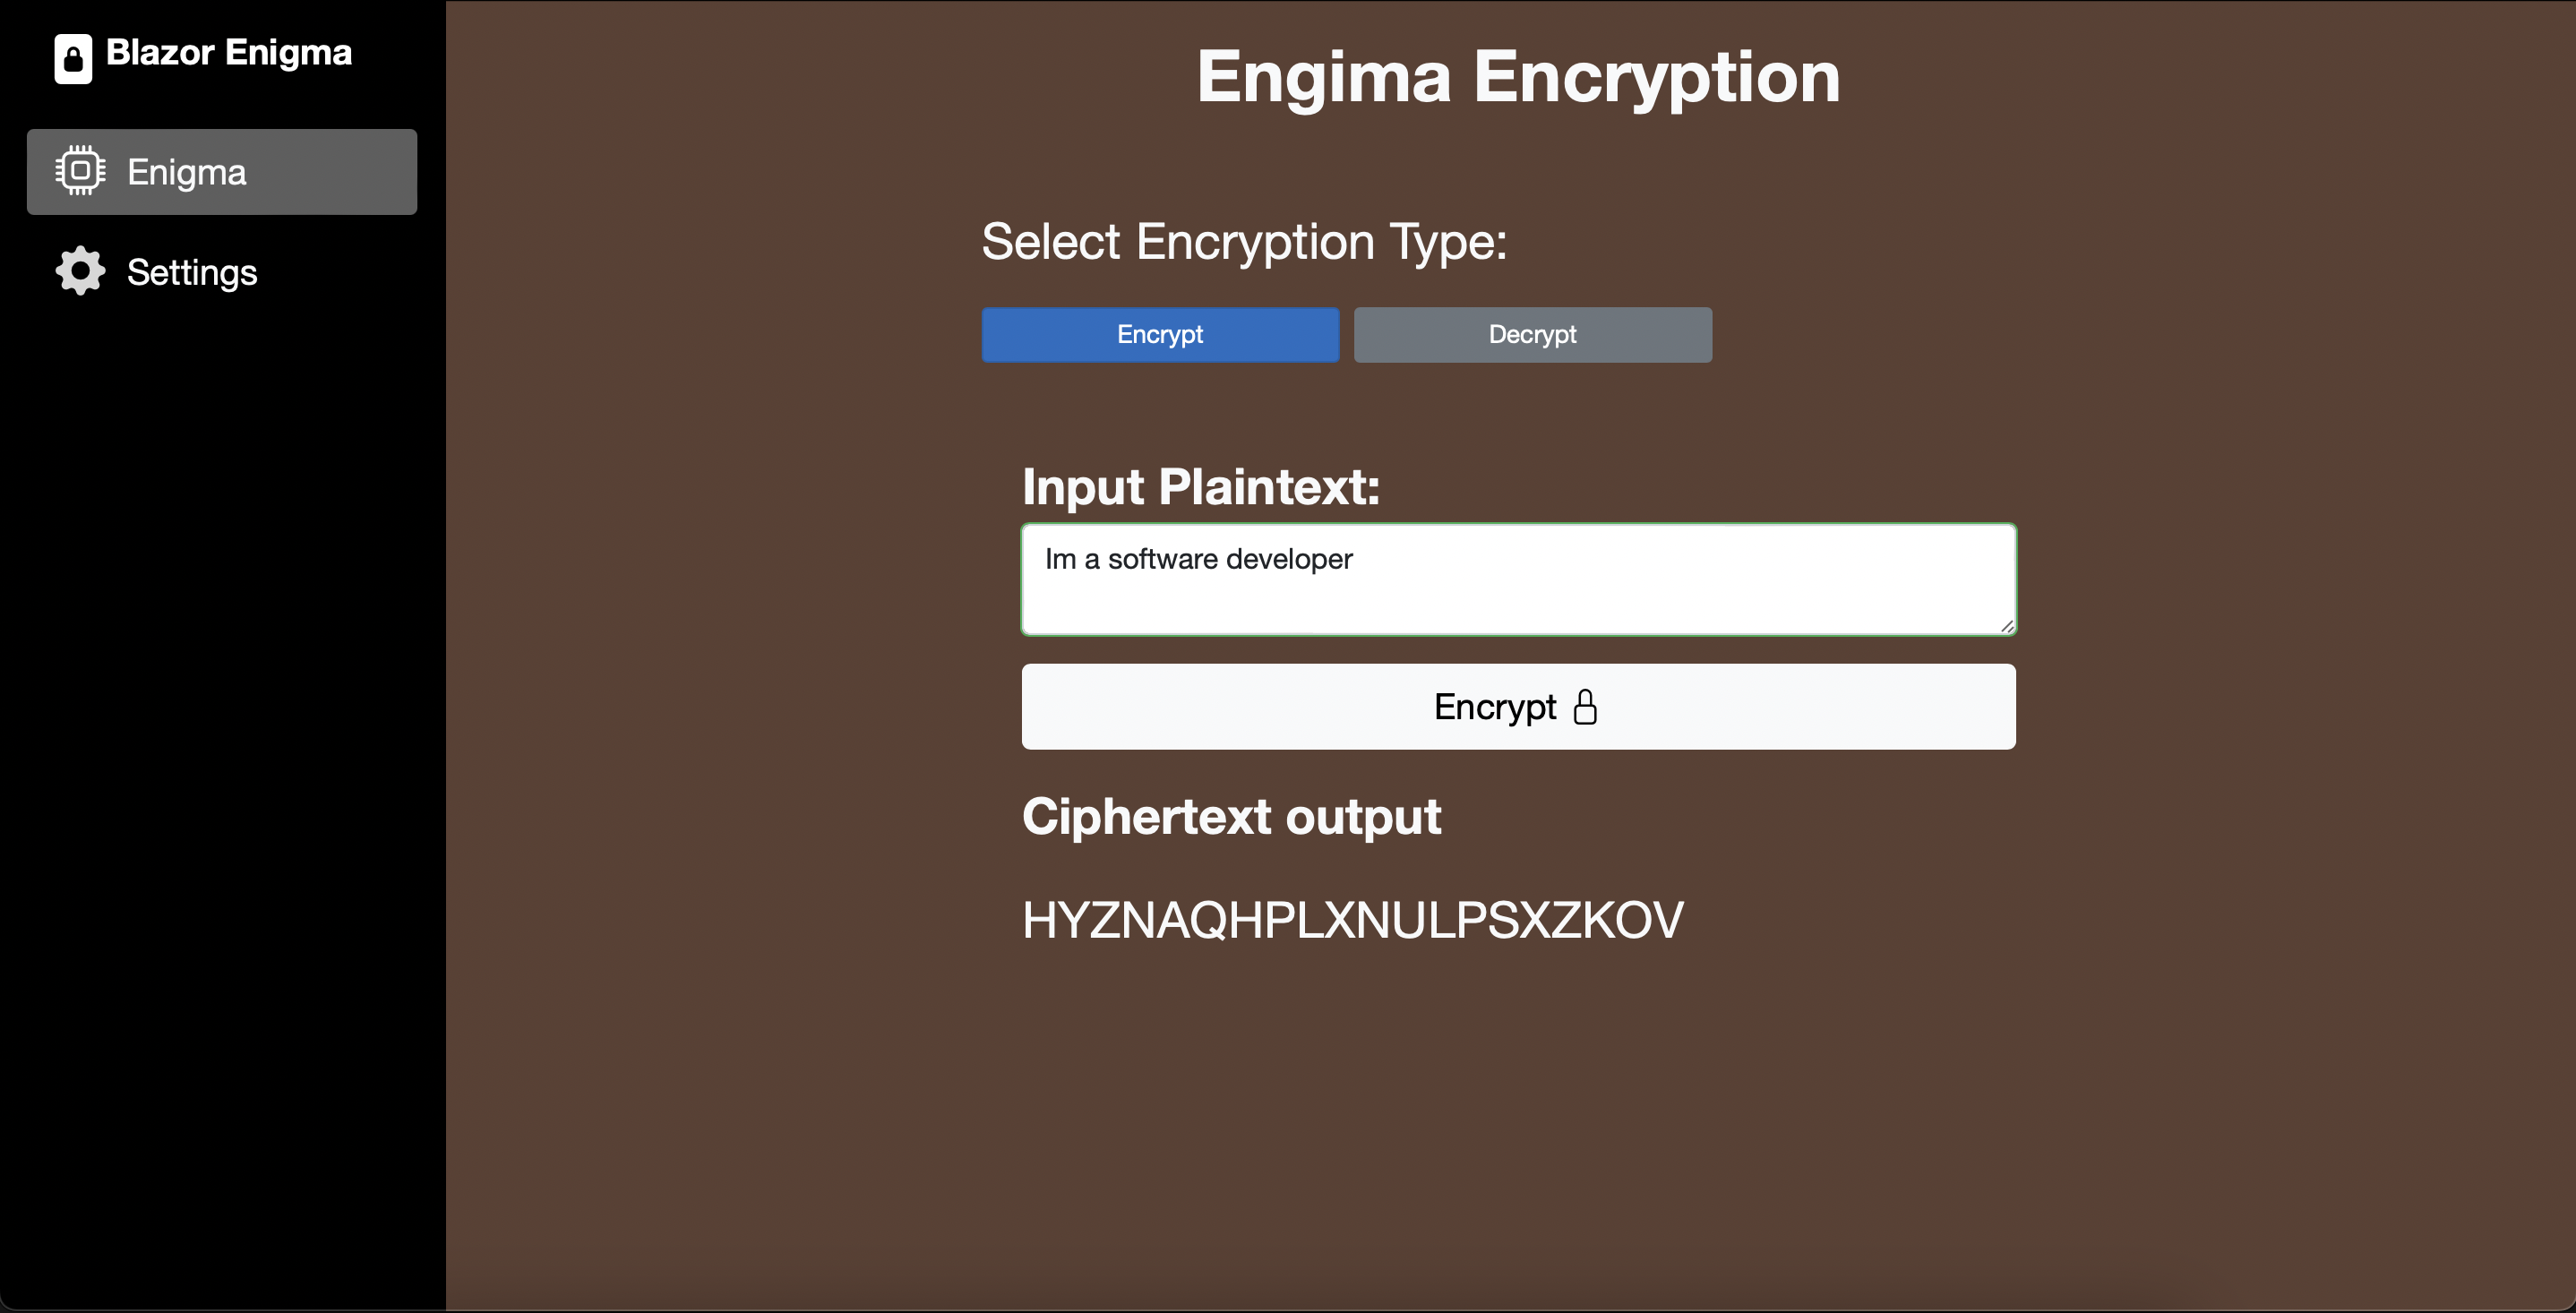 Blazor Enigma
Enigma
Settings
Engima Encryption
Select Encryption Type:
Encrypt Decrypt
Input Plaintext:
Im a software developer
Encrypt
Ciphertext output
HYZNAQHPLXNULPSXZKOV